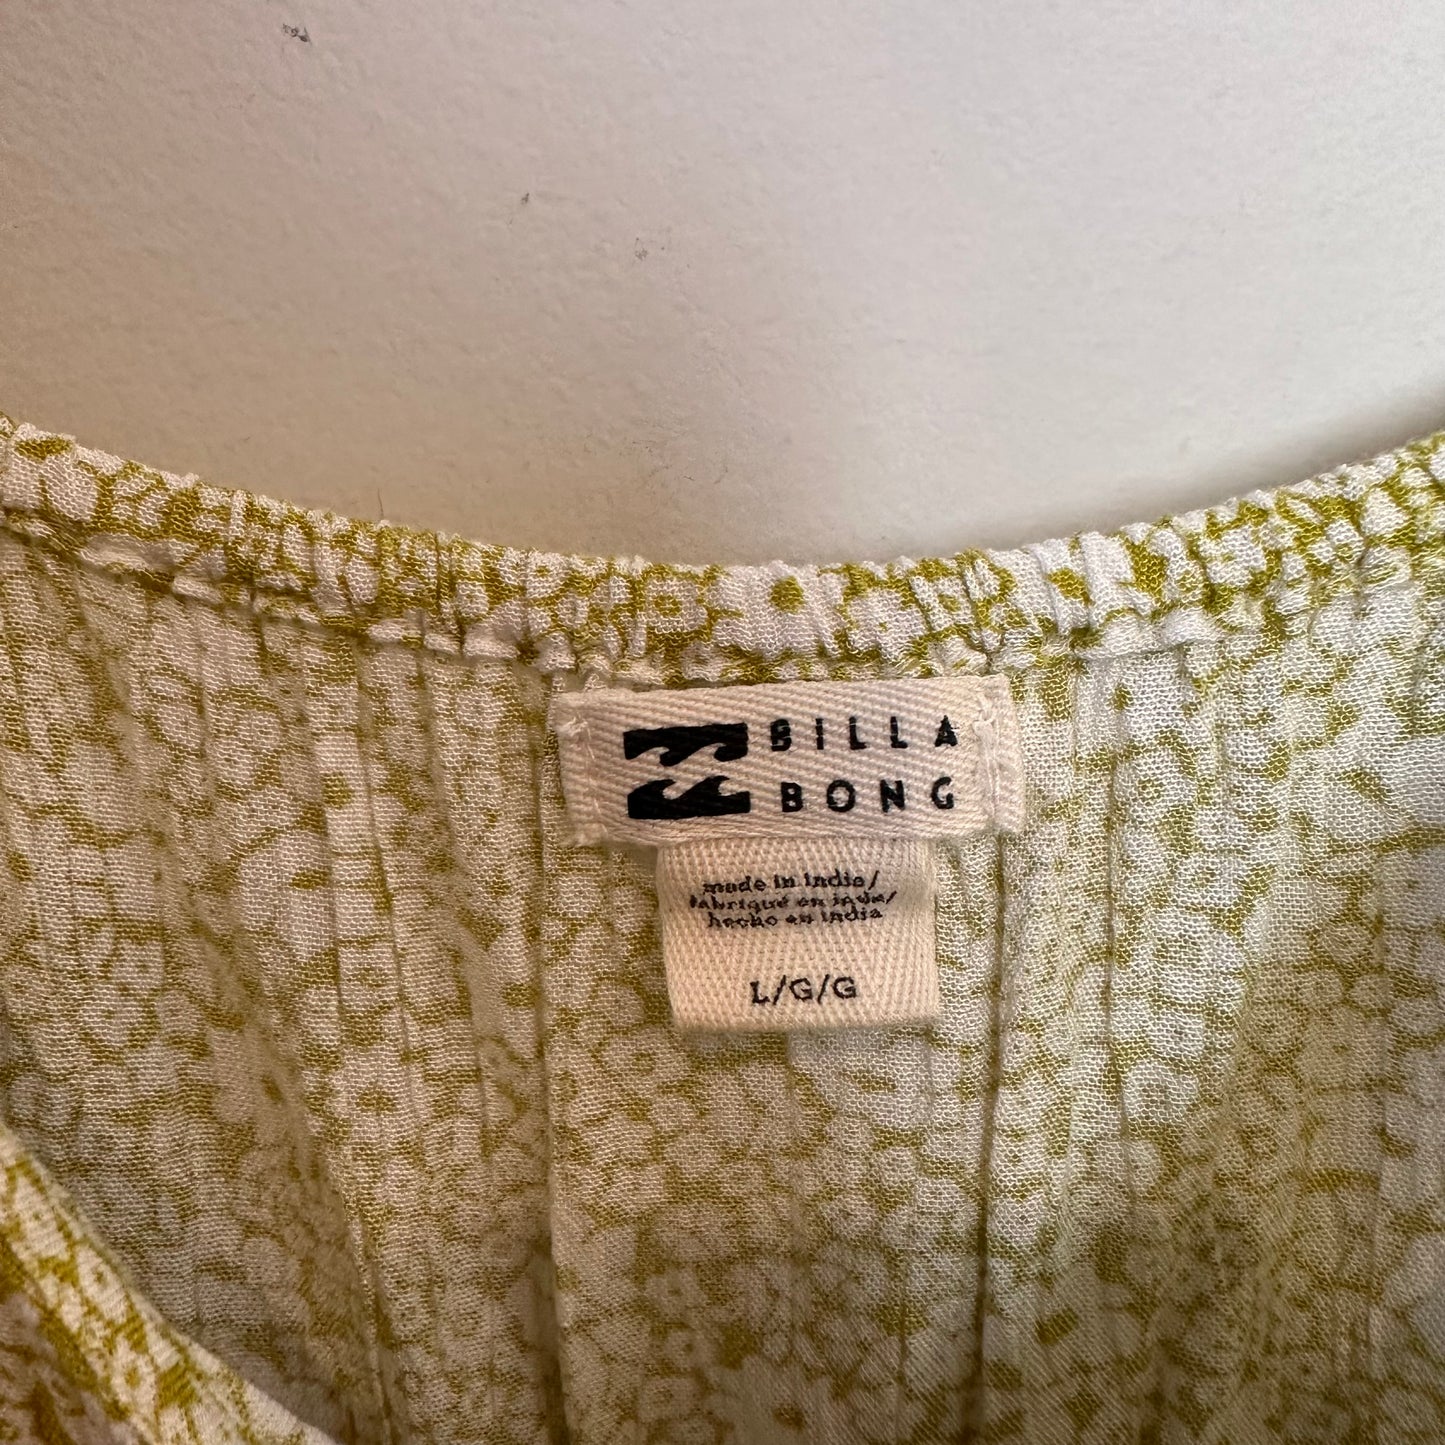 BILLA
BONG
made in India/
fabriqué en inde/
hecho en India
L/G/G